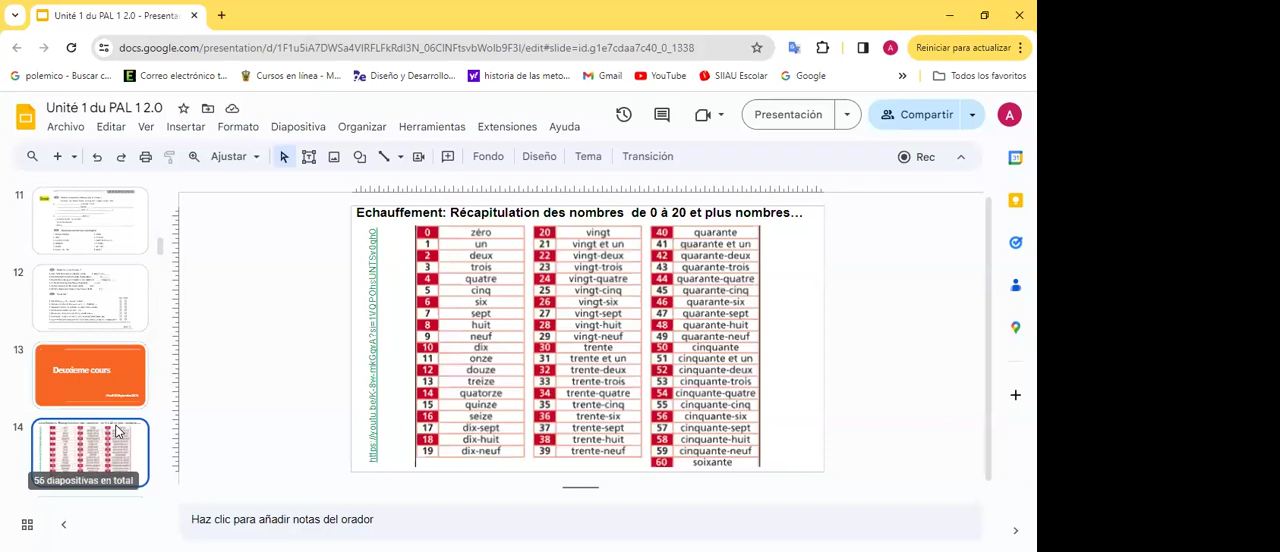 Unité 1 du PAL 1 2.0 - Presenta
docs.google.com/presentation/d/1F1u5iA7DWSa4VIRFLFkRdI3N_06ClNFtsvbWoIb9F3I/edit#slide=id.g1e7cdaa7c40_0_1338
A
Reiniciar para actualizar
polemico - Buscar c...
Correo electrónico t...
Cursos en línea - M...
Diseño y Desarrollo...
historia de las meto...
Gmail
YouTube
SIIAU Escolar
Google
Todos los favoritos
Unité 1 du PAL 1 2.0
Archivo Editar Ver Insertar Formato Diapositiva Organizar Herramientas Extensiones Ayuda
Presentación
Compartir
A
Ajustar
Fondo Diseño Tema Transición
Rec
11
12
13
Deuxieme cours
14
56 diapositivas en total
Echauffement: Récapitulation des nombres de 0 à 20 et plus nombres...
0 zéro 20 vingt 40 quarante
1 un 21 vingt et un 41 quarante et un
2 deux 22 vingt-deux 42 quarante-deux
3 trois 23 vingt-trois 43 quarante-trois
4 quatre 24 vingt-quatre 44 quarante-quatre
5 cinq 25 vingt-cinq 45 quarante-cinq
6 six 26 vingt-six 46 quarante-six
7 sept 27 vingt-sept 47 quarante-sept
8 huit 28 vingt-huit 48 quarante-huit
9 neuf 29 vingt-neuf 49 quarante-neuf
10 dix 30 trente 50 cinquante
11 onze 31 trente et un 51 cinquante et un
12 douze 32 trente-deux 52 cinquante-deux
13 treize 33 trente-trois 53 cinquante-trois
14 quatorze 34 trente-quatre 54 cinquante-quatre
15 quinze 35 trente-cinq 55 cinquante-cinq
16 seize 36 trente-six 56 cinquante-six
17 dix-sept 37 trente-sept 57 cinquante-sept
18 dix-huit 38 trente-huit 58 cinquante-huit
19 dix-neuf 39 trente-neuf 59 cinquante-neuf
60 soixante
Haz clic para añadir notas del orador